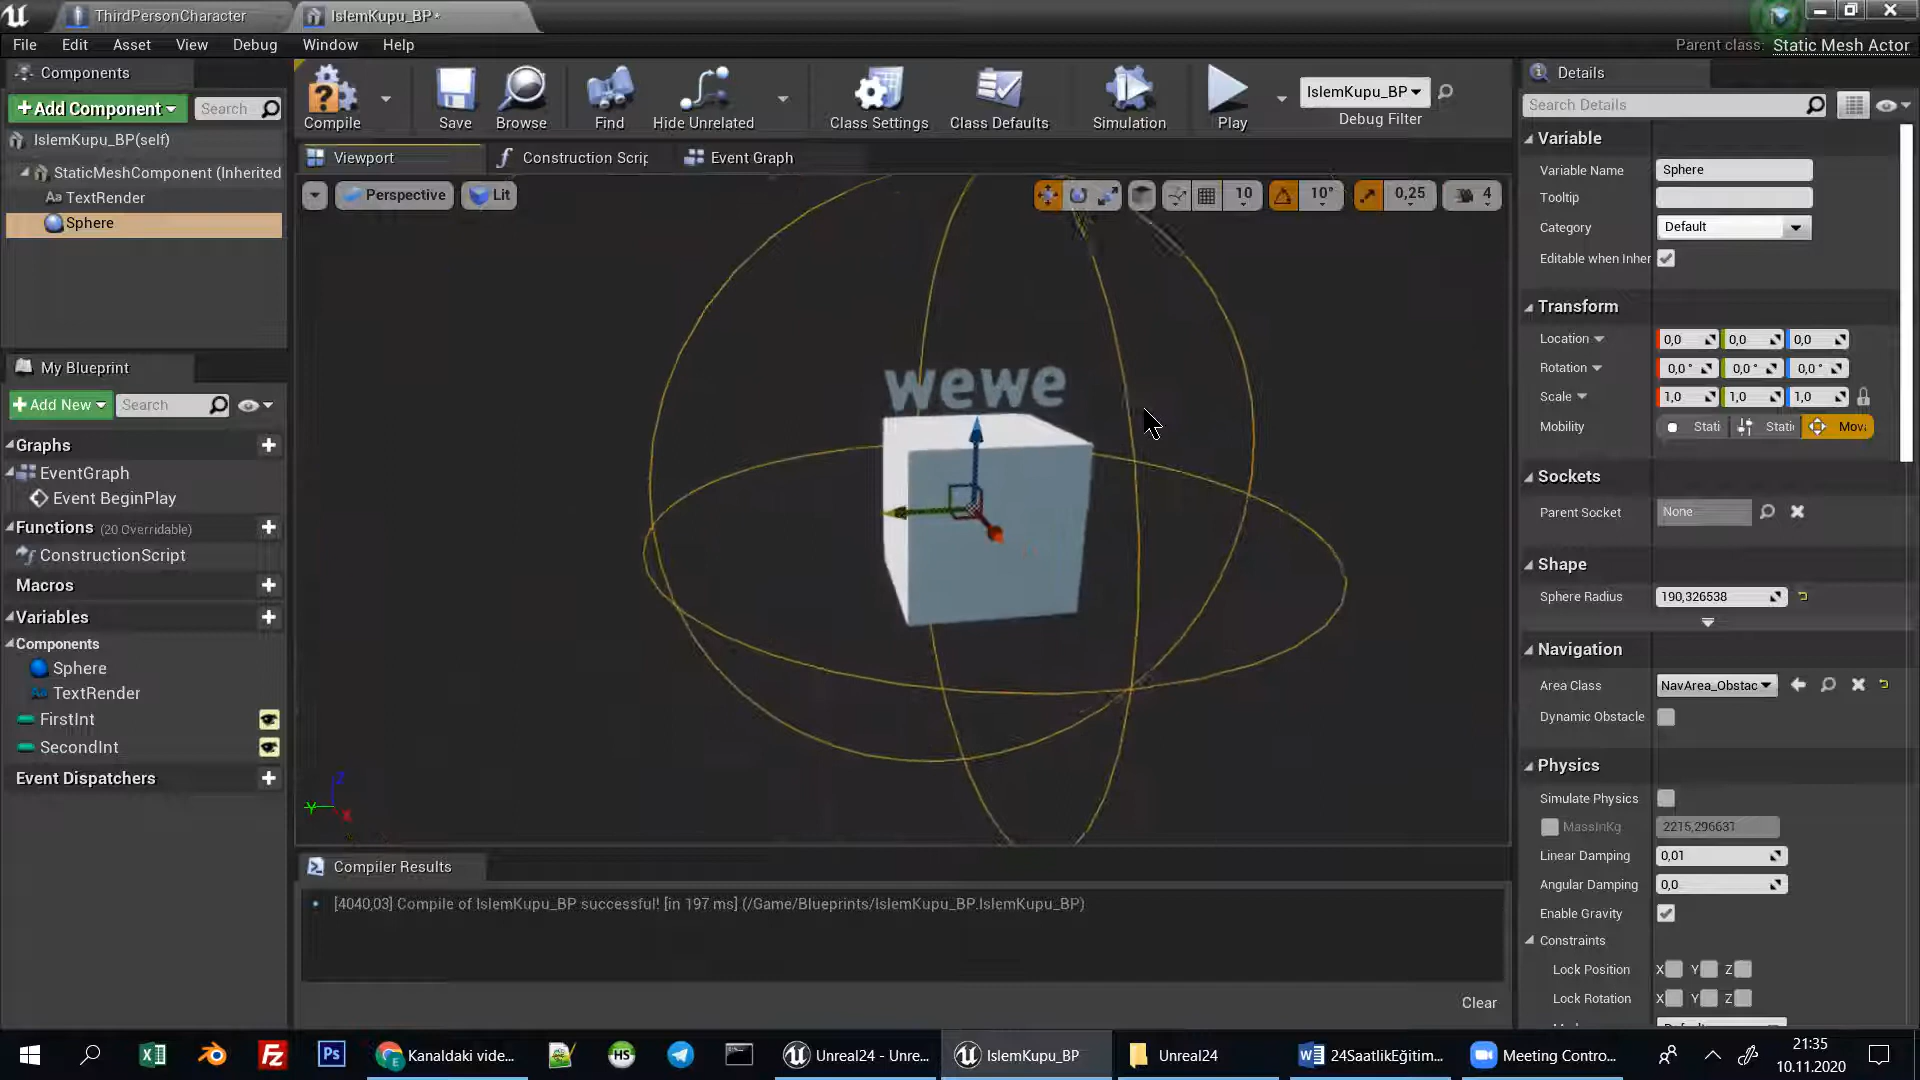 ThirdPersonCharacter
IslemKupu_BP*
File Edit Asset View Debug Window Help
Parent class: Static Mesh Actor
Components
+Add Component
Search
IslemKupu_BP(self)
StaticMeshComponent (Inherited
Aa TextRender
Sphere
My Blueprint
+Add New
Search
Graphs
EventGraph
Event BeginPlay
Functions (20 Overridable)
ConstructionScript
Macros
Variables
Components
Sphere
TextRender
FirstInt
SecondInt
Event Dispatchers
Compile
Save
Browse
Find
Hide Unrelated
Class Settings
Class Defaults
Simulation
Play
IslemKupu_BP
Debug Filter
Viewport
Construction Scrip
Event Graph
Perspective
Lit
10
10°
0,25
4
wewe
Z
Y
X
Compiler Results
[4040,03] Compile of IslemKupu_BP successful! [in 197 ms] (/Game/Blueprints/IslemKupu_BP.IslemKupu_BP)
Clear
Details
Search Details
Variable
Variable Name Sphere
Tooltip
Category Default
Editable when Inher
Transform
Location 0,0 0,0 0,0
Rotation 0,0 ° 0,0 ° 0,0 °
Scale 1,0 1,0 1,0
Mobility Stati Static Mova
Sockets
Parent Socket None
Shape
Sphere Radius 190,326538
Navigation
Area Class NavArea_Obstac
Dynamic Obstacle
Physics
Simulate Physics
MassInKg 2215,296631
Linear Damping 0,01
Angular Damping 0,0
Enable Gravity
Constraints
Lock Position X Y Z
Lock Rotation X Y Z
Kanaldaki vide...
Unreal24 - Unre...
IslemKupu_BP
Unreal24
24SaatlikEğitim...
Meeting Contro...
21:35
10.11.2020